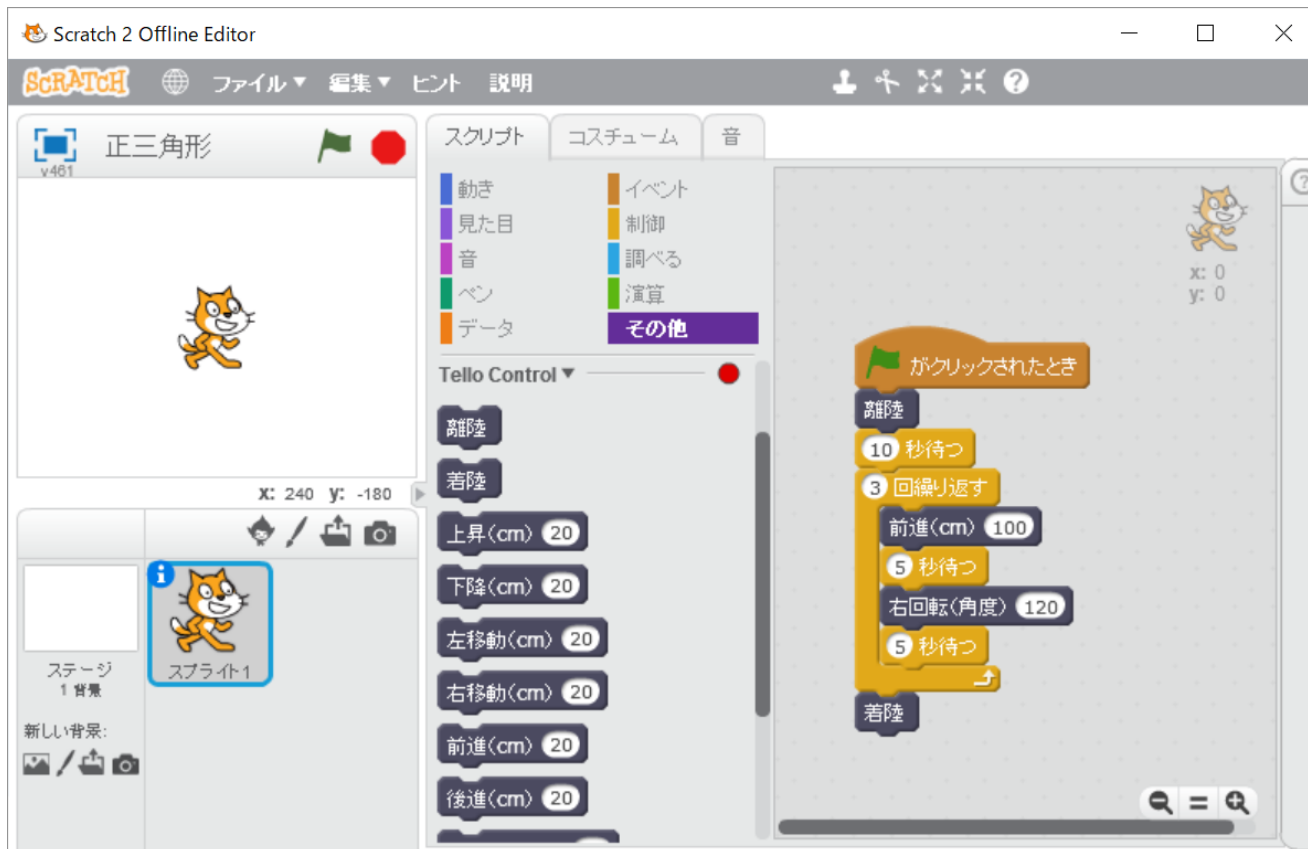 Scratch 2 Offline Editor
SCRATCH ファイル 編集 ヒント 説明
正三角形
v461
x: 240 y: -180
ステージ
1 背景
新しい背景:
スプライト1
スクリプト コスチューム 音
動き イベント
見た目 制御
音 調べる
ペン 演算
データ その他
Tello Control
離陸
着陸
上昇(cm) 20
下降(cm) 20
左移動(cm) 20
右移動(cm) 20
前進(cm) 20
後進(cm) 20
x: 0
y: 0
がクリックされたとき
離陸
10 秒待つ
3 回繰り返す
前進(cm) 100
5 秒待つ
右回転(角度) 120
5 秒待つ
着陸